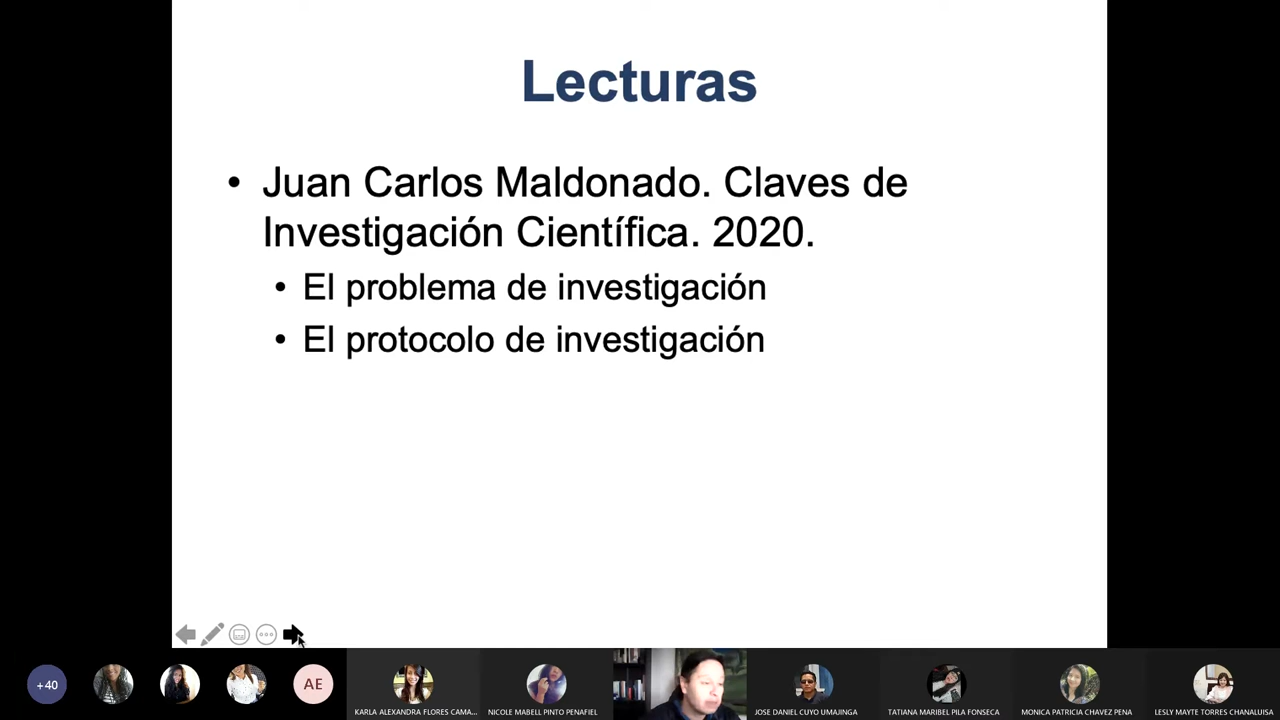 Lecturas
• Juan Carlos Maldonado. Claves de
Investigación Científica. 2020.
• El problema de investigación
• El protocolo de investigación
+40
AE
KARLA ALEXANDRA FLORES CAMA...
NICOLE MABELL PINTO PENAFIEL
JOSE DANIEL CUYO UMAJINGA
TATIANA MARIBEL PILA FONSECA
MONICA PATRICIA CHAVEZ PENA
LESLY MAYTE TORRES CHANALUISA